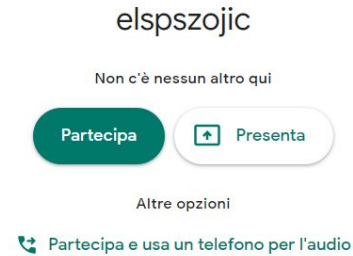 elspszojic
Non c'è nessun altro qui
Partecipa
Presenta
Altre opzioni
Partecipa e usa un telefono per l'audio